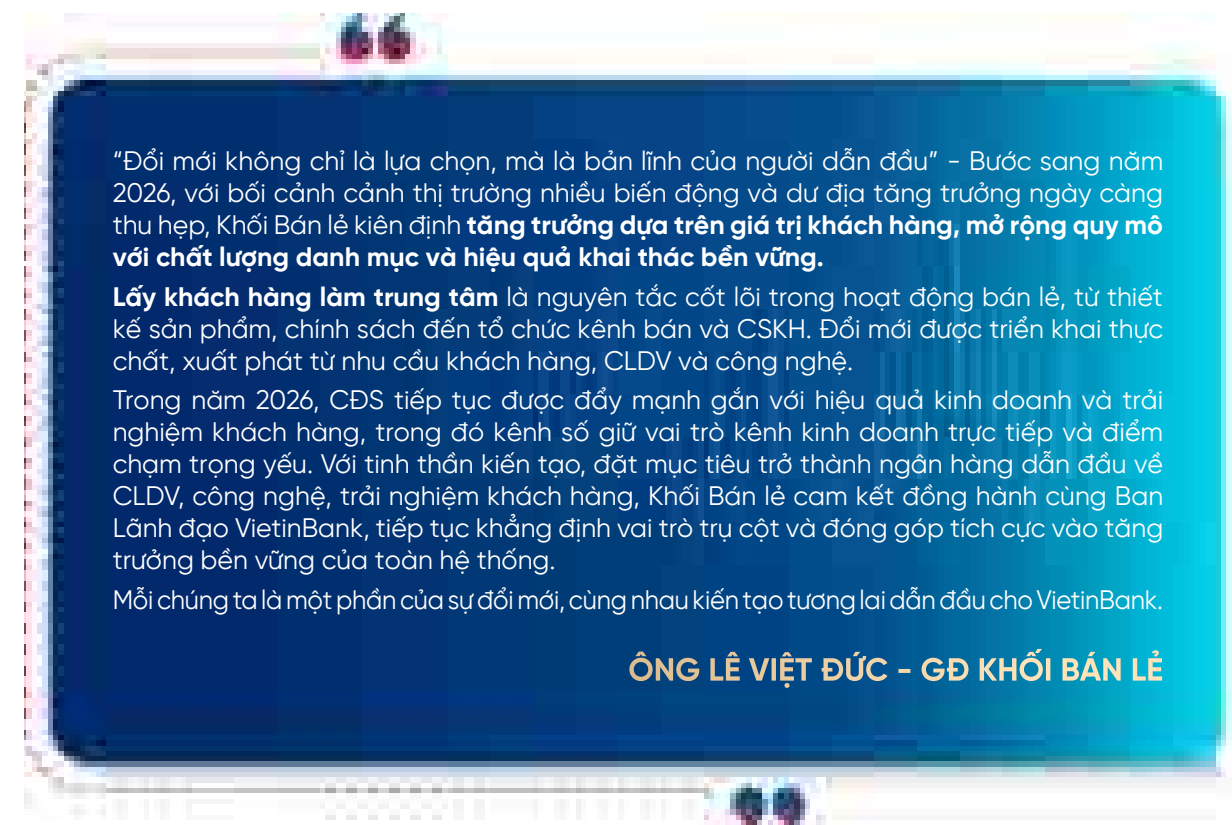 “Đổi mới không chỉ là lựa chọn, mà là bản lĩnh của người dẫn đầu” - Bước sang năm
2026, với bối cảnh cảnh thị trường nhiều biến động và dư địa tăng trưởng ngày càng
thu hẹp, Khối Bán lẻ kiên định tăng trưởng dựa trên giá trị khách hàng, mở rộng quy mô
với chất lượng danh mục và hiệu quả khai thác bền vững.
Lấy khách hàng làm trung tâm là nguyên tắc cốt lõi trong hoạt động bán lẻ, từ thiết
kế sản phẩm, chính sách đến tổ chức kênh bán và CSKH. Đổi mới được triển khai thực
chất, xuất phát từ nhu cầu khách hàng, CLDV và công nghệ.
Trong năm 2026, CĐS tiếp tục được đẩy mạnh gắn với hiệu quả kinh doanh và trải
nghiệm khách hàng, trong đó kênh số giữ vai trò kênh kinh doanh trực tiếp và điểm
chạm trọng yếu. Với tinh thần kiến tạo, đặt mục tiêu trở thành ngân hàng dẫn đầu về
CLDV, công nghệ, trải nghiệm khách hàng, Khối Bán lẻ cam kết đồng hành cùng Ban
Lãnh đạo VietinBank, tiếp tục khẳng định vai trò trụ cột và đóng góp tích cực vào tăng
trưởng bền vững của toàn hệ thống.
Mỗi chúng ta là một phần của sự đổi mới, cùng nhau kiến tạo tương lai dẫn đầu cho VietinBank.
ÔNG LÊ VIỆT ĐỨC - GĐ KHỐI BÁN LẺ